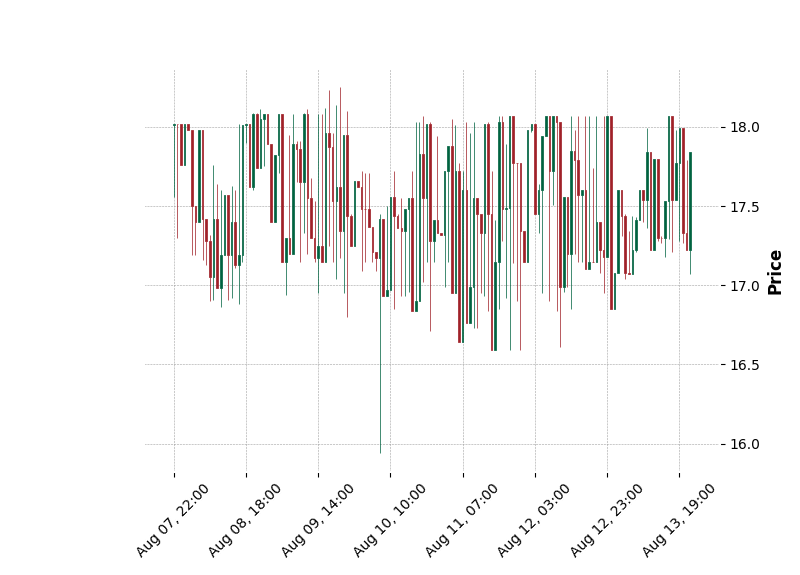 18.0
17.5
17.0
16.5
16.0
Price
Aug 07, 22:00
Aug 08, 18:00
Aug 09, 14:00
Aug 10, 10:00
Aug 11, 07:00
Aug 12, 03:00
Aug 12, 23:00
Aug 13, 19:00